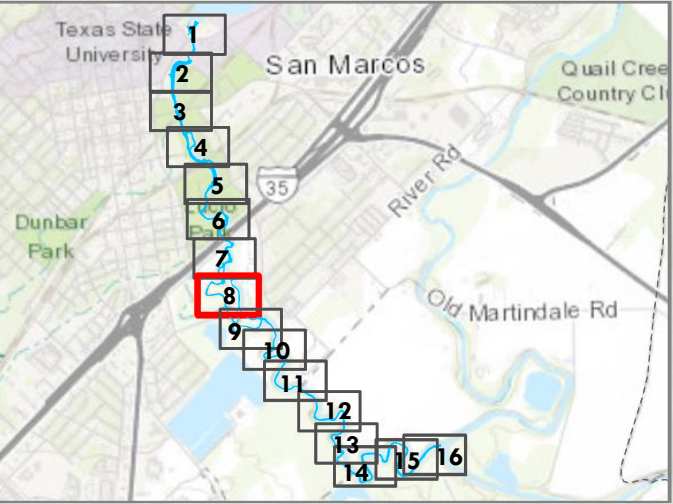 Texas State
University
San Marcos
Quail Cree
Country Clu
1
2
3
4
5
6
7
8
9
10
11
12
13
14
15
16
35
River Rd
Dunbar
Park
Old Martindale Rd